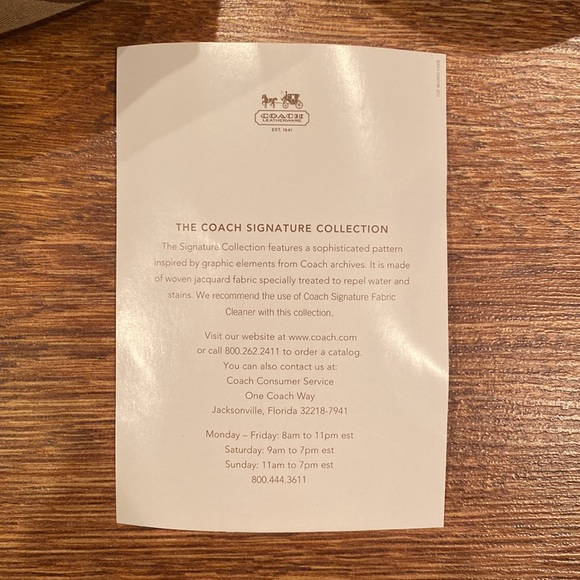 COACH
LEATHERWARE
EST. 1941
THE COACH SIGNATURE COLLECTION
The Signature Collection features a sophisticated pattern
inspired by graphic elements from Coach archives. It is made
of woven jacquard fabric specially treated to repel water and
stains. We recommend the use of Coach Signature Fabric
Cleaner with this collection.
Visit our website at www.coach.com
or call 800.262.2411 to order a catalog.
You can also contact us at:
Coach Consumer Service
One Coach Way
Jacksonville, Florida 32218-7941
Monday – Friday: 8am to 11pm est
Saturday: 9am to 7pm est
Sunday: 11am to 7pm est
800.444.3611